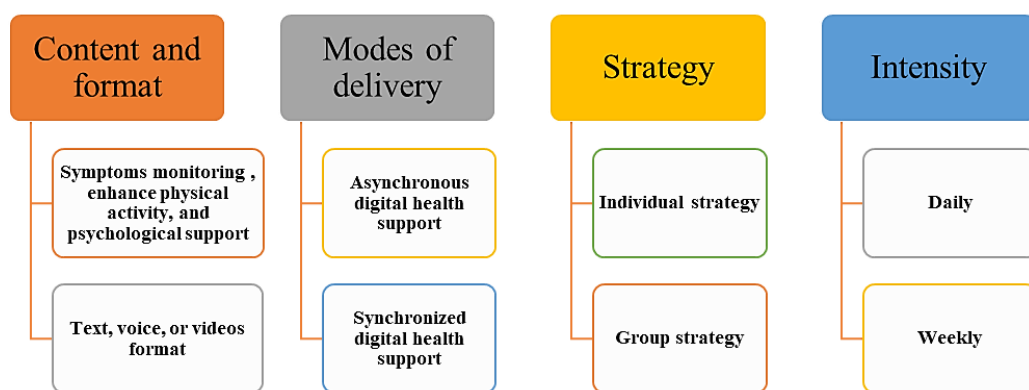 Content and
format
Symptoms monitoring ,
enhance physical
activity, and
psychological support
Text, voice, or videos
format
Modes of
delivery
Asynchronous
digital health
support
Synchronized
digital health
support
Strategy
Individual strategy
Group strategy
Intensity
Daily
Weekly